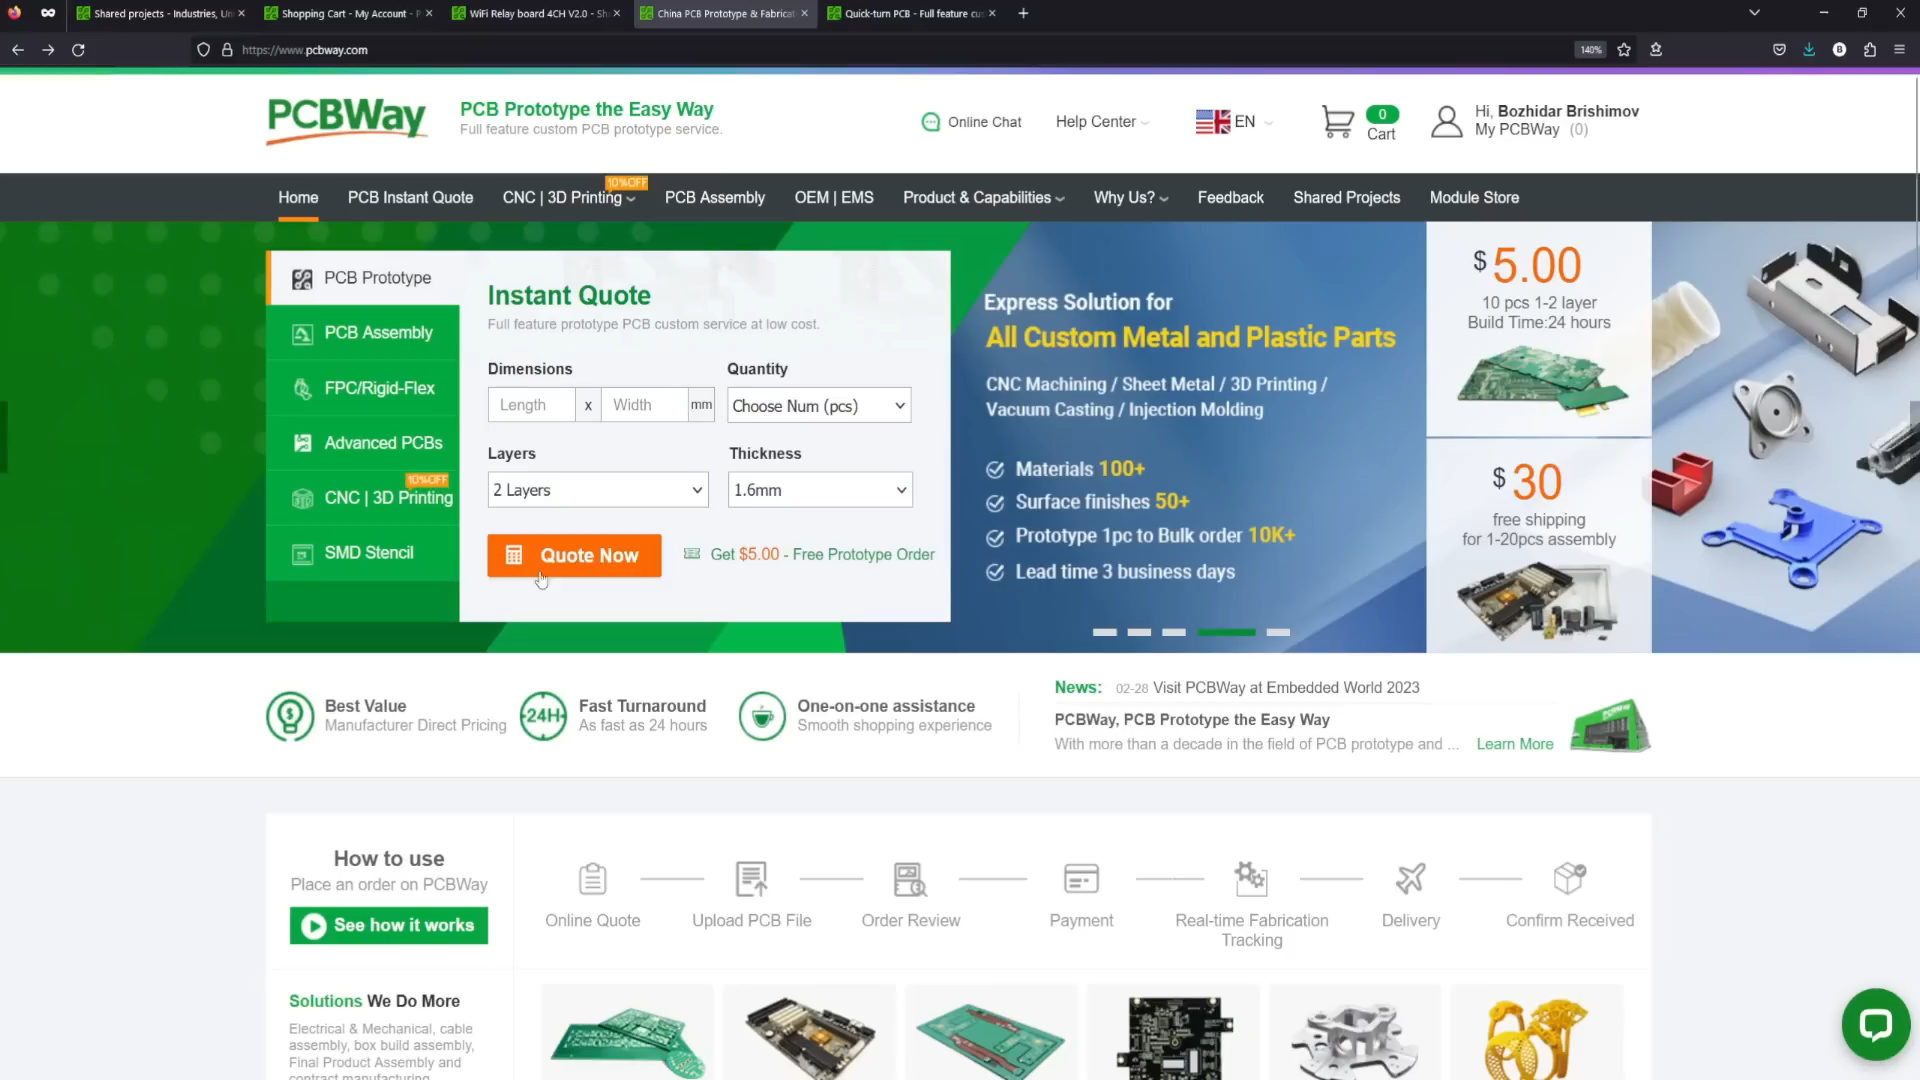 Shared projects - Industries, Un
Shopping Cart - My Account - P
WiFi Relay board 4CH V2.0 - Sh
China PCB Prototype & Fabricat
Quick-turn PCB - Full feature cu
https://www.pcbway.com
140%
B
PCBWay
PCB Prototype the Easy Way
Full feature custom PCB prototype service.
Online Chat
Help Center
EN
0
Cart
Hi, Bozhidar Brishimov
My PCBWay (0)
Home
PCB Instant Quote
CNC | 3D Printing
10%OFF
PCB Assembly
OEM | EMS
Product & Capabilities
Why Us?
Feedback
Shared Projects
Module Store
PCB Prototype
PCB Assembly
FPC/Rigid-Flex
Advanced PCBs
10%OFF
CNC | 3D Printing
SMD Stencil
Instant Quote
Full feature prototype PCB custom service at low cost.
Dimensions
Quantity
Length x Width mm
Choose Num (pcs)
Layers
Thickness
2 Layers
1.6mm
Quote Now
Get $5.00 - Free Prototype Order
Express Solution for
All Custom Metal and Plastic Parts
CNC Machining / Sheet Metal / 3D Printing /
Vacuum Casting / Injection Molding
Materials 100+
Surface finishes 50+
Prototype 1pc to Bulk order 10K+
Lead time 3 business days
$ 5.00
10 pcs 1-2 layer
Build Time:24 hours
$ 30
free shipping
for 1-20pcs assembly
Best Value
Manufacturer Direct Pricing
24H
Fast Turnaround
As fast as 24 hours
One-on-one assistance
Smooth shopping experience
News: 02-28 Visit PCBWay at Embedded World 2023
PCBWay, PCB Prototype the Easy Way
With more than a decade in the field of PCB prototype and ... Learn More
How to use
Place an order on PCBWay
See how it works
Online Quote
Upload PCB File
Order Review
Payment
Real-time Fabrication
Tracking
Delivery
Confirm Received
Solutions We Do More
Electrical & Mechanical, cable
assembly, box build assembly,
Final Product Assembly and
contract manufacturing